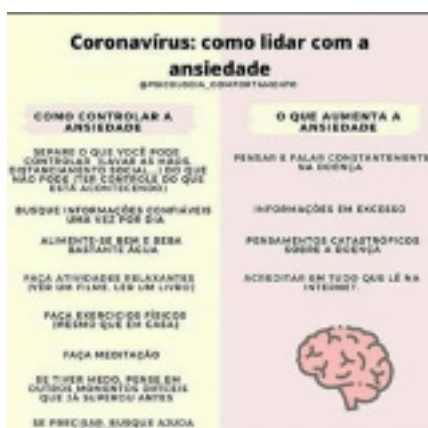 Coronavírus: como lidar com a
ansiedade
@PSICOLOGIA_COMPORTAMENTO
COMO CONTROLAR A
ANSIEDADE
SEPARE O QUE VOCÊ PODE
CONTROLAR (LAVAR AS MÃOS,
DISTANCIAMENTO SOCIAL...) DO QUE
NÃO PODE (TER CONTROLE DO QUE
ESTÁ ACONTECENDO)
BUSQUE INFORMAÇÕES CONFIÁVEIS
UMA VEZ POR DIA
ALIMENTE-SE BEM E BEBA
BASTANTE ÁGUA
FAÇA ATIVIDADES RELAXANTES
(VER UM FILME, LER UM LIVRO)
FAÇA EXERCÍCIOS FÍSICOS
(MESMO QUE EM CASA)
FAÇA MEDITAÇÃO
SE TIVER MEDO, PENSE EM
OUTROS MOMENTOS DIFÍCEIS
QUE JÁ SUPEROU ANTES
SE PRECISAR, BUSQUE AJUDA
O QUE AUMENTA A
ANSIEDADE
PENSAR E FALAR CONSTANTEMENTE
NA DOENÇA
INFORMAÇÕES EM EXCESSO
PENSAMENTOS CATASTRÓFICOS
SOBRE A DOENÇA
ACREDITAR EM TUDO QUE LÊ NA
INTERNET.